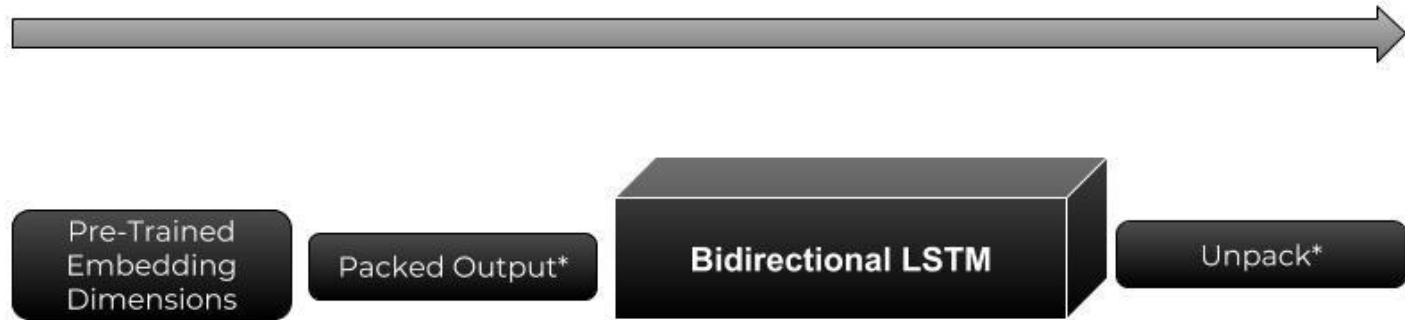 Pre-Trained
Embedding
Dimensions
Packed Output*
Bidirectional LSTM
Unpack*